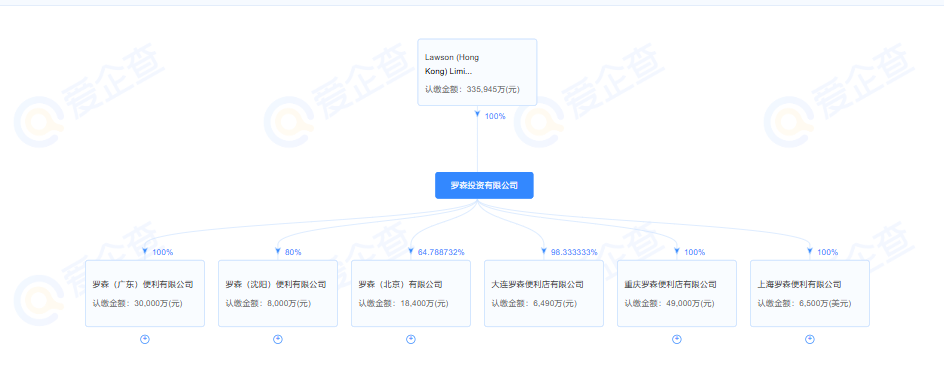 Lawson (Hong
Kong) Limi...
认缴金额：335,945万(元)
100%
罗森投资有限公司
100%
80%
64.788732%
98.333333%
100%
100%
罗森（广东）便利有限公司
认缴金额：30,000万(元)
罗森（沈阳）便利有限公司
认缴金额：8,000万(元)
罗森（北京）有限公司
认缴金额：18,400万(元)
大连罗森便利店有限公司
认缴金额：6,490万(元)
重庆罗森便利店有限公司
认缴金额：49,000万(元)
上海罗森便利有限公司
认缴金额：6,500万(美元)
爱企查
爱企查
爱企查
爱企查
爱企查
爱企查
爱企查
爱企查